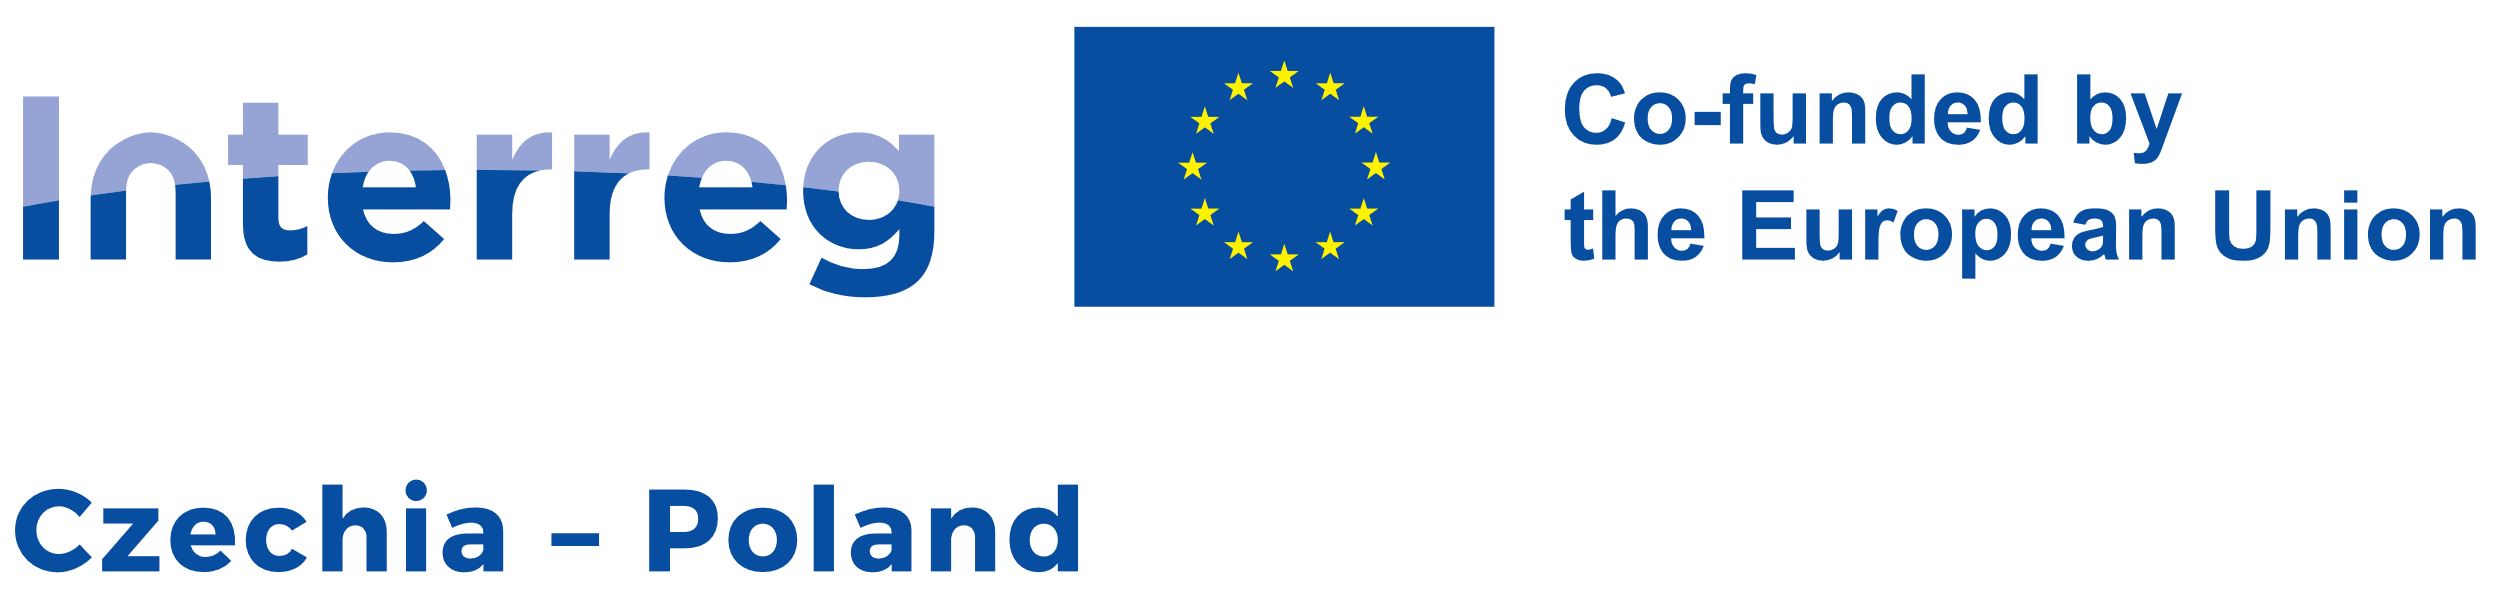 Interreg
Co-funded by
the European Union
Czechia – Poland